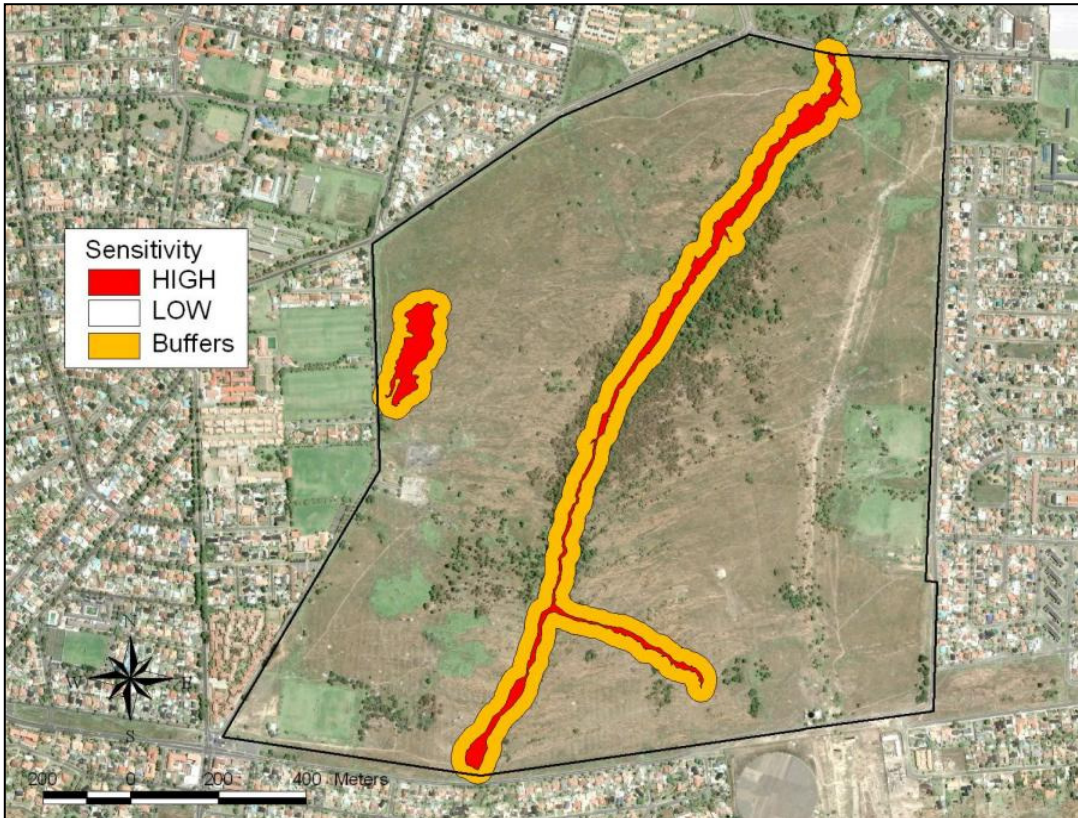 Sensitivity
HIGH
LOW
Buffers
N
W E
S
200 0 200 400 Meters